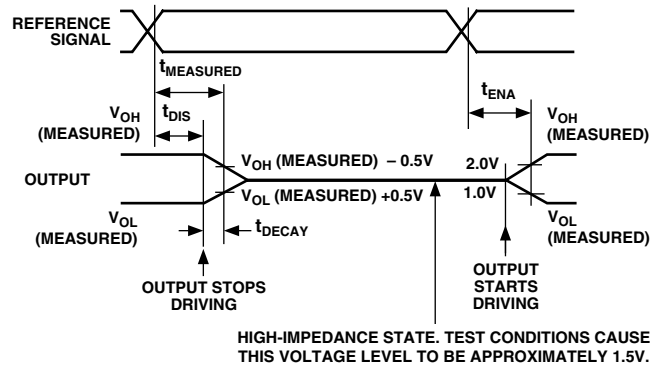 REFERENCE
SIGNAL
tMEASURED
tDIS
tENA
VOH
(MEASURED)
VOH
(MEASURED)
VOH (MEASURED) – 0.5V
2.0V
OUTPUT
VOL (MEASURED) +0.5V
1.0V
VOL
(MEASURED)
VOL
(MEASURED)
tDECAY
OUTPUT STOPS
DRIVING
OUTPUT
STARTS
DRIVING
HIGH-IMPEDANCE STATE. TEST CONDITIONS CAUSE
THIS VOLTAGE LEVEL TO BE APPROXIMATELY 1.5V.